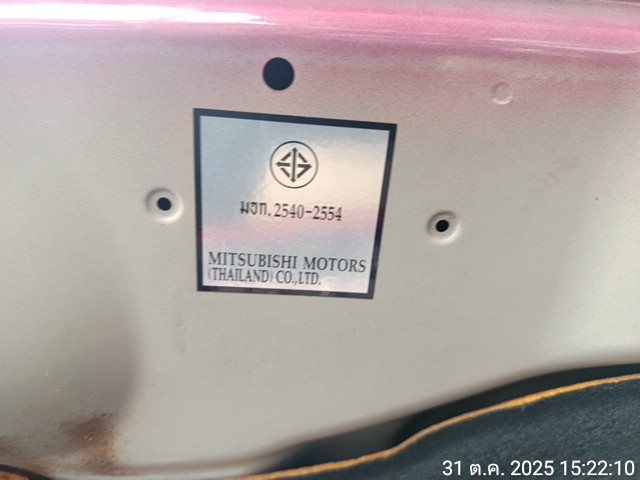 มอก. 2540-2554
MITSUBISHI MOTORS
(THAILAND) CO.,LTD.
31 ต.ค. 2025 15:22:10